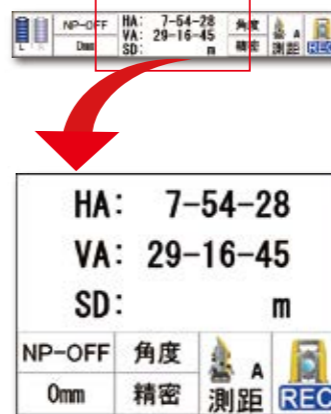 L R
NP-OFF
0mm
HA: 7-54-28
VA: 29-16-45
SD: m
角度
精密
A
測距
REC
HA: 7-54-28
VA: 29-16-45
SD: m
NP-OFF 角度
0mm 精密
A
測距
REC